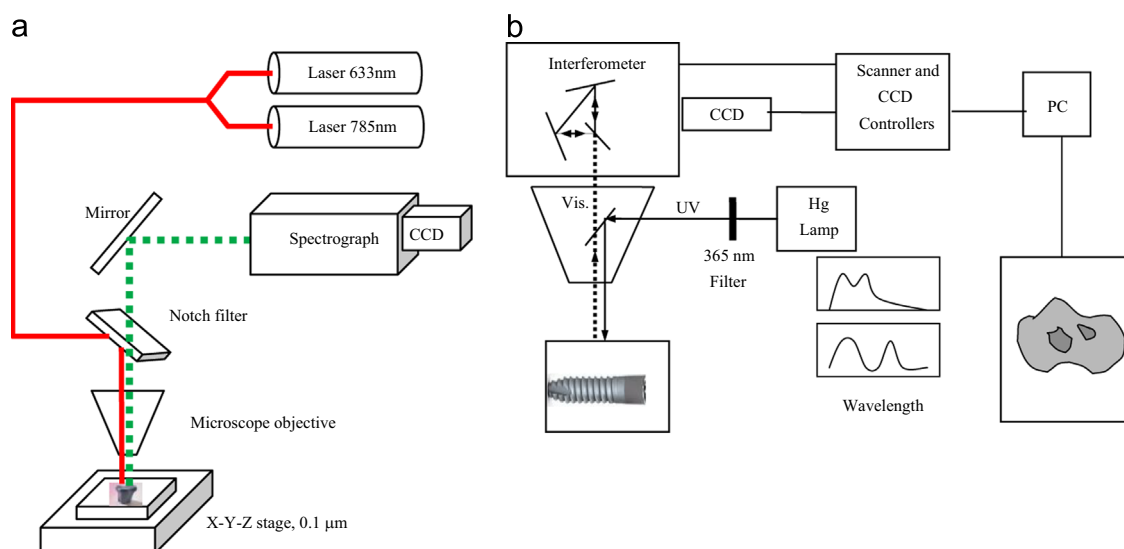 a
Laser 633nm
Laser 785nm
Mirror
Spectrograph
CCD
Notch filter
Microscope objective
X-Y-Z stage, 0.1 μm
b
Interferometer
CCD
Scanner and
CCD
Controllers
PC
Vis.
UV
Hg
Lamp
365 nm
Filter
Wavelength